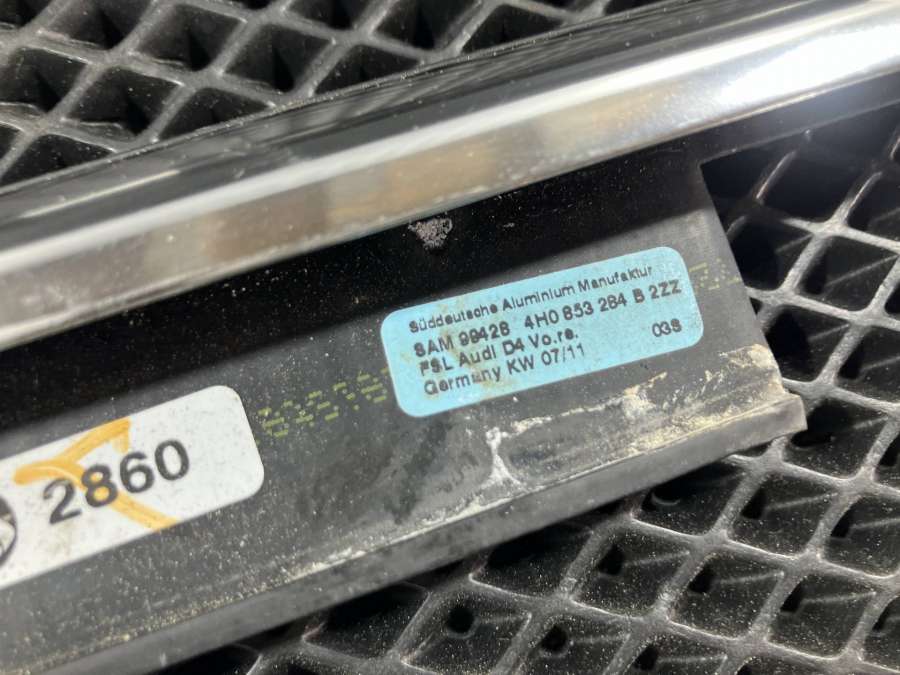 Süddeutsche Aluminium Manufaktur
SAM 98428 4H0 853 284 B 2ZZ
FSL Audi D4 Vo.re. 03S
Germany KW 07/11
2860